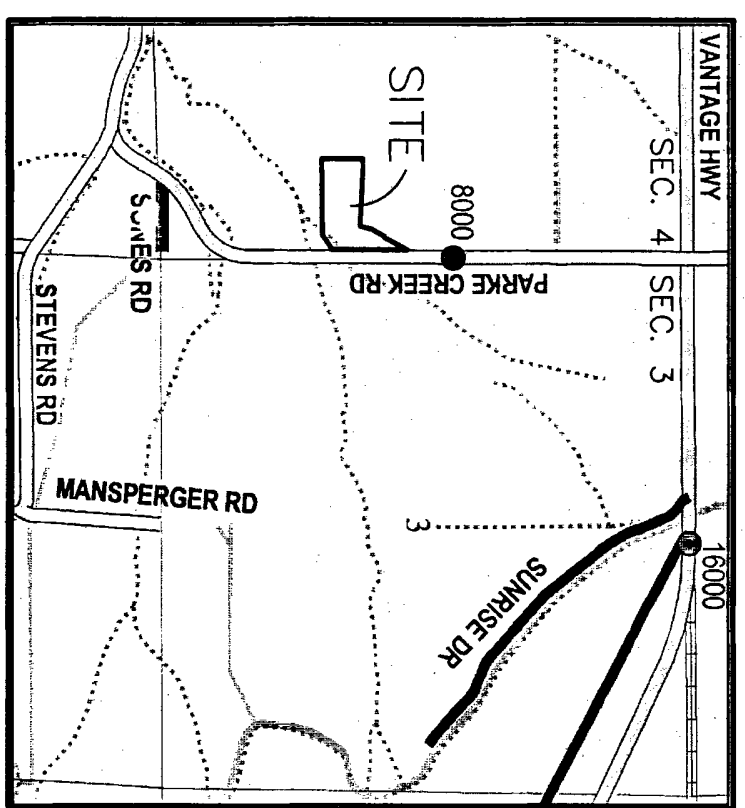 VANTAGE HWY
SEC. 4
SEC. 3
16000
SITE
8000
PARKE CREEK RD
SUNRISE DR
3
RD
STEVENS RD
MANSPERGER RD